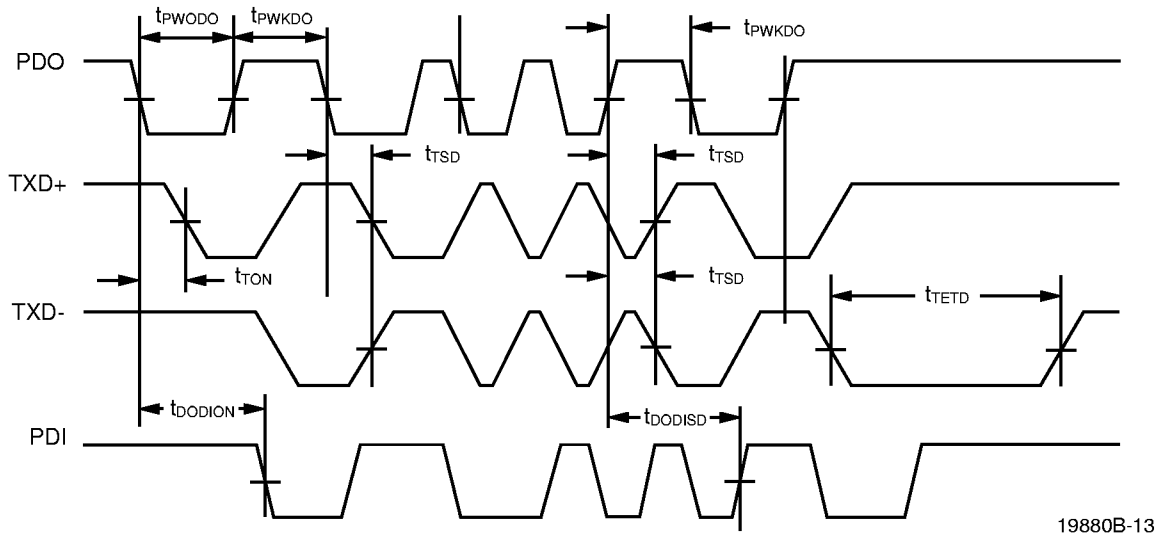 tPWODO tPWKDO
tPWKDO
PDO
tTSD tTSD
TXD+
tTON tTSD
tTETD
TXD-
tDODION tDODISD
PDI
19880B-13